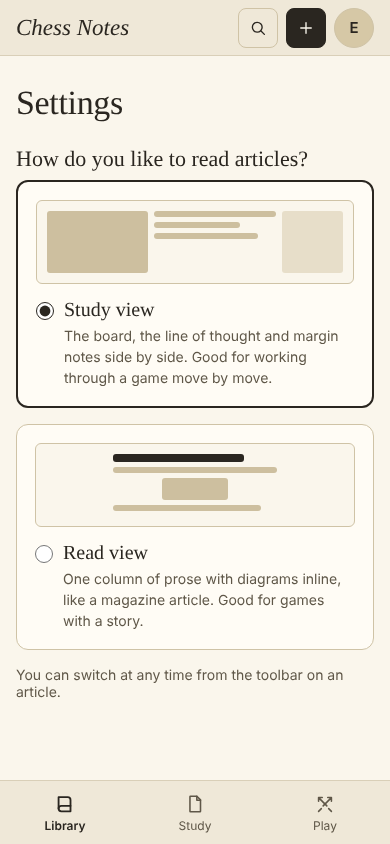 Chess Notes
E
Settings
How do you like to read articles?
Study view
The board, the line of thought and margin
notes side by side. Good for working
through a game move by move.
Read view
One column of prose with diagrams inline,
like a magazine article. Good for games
with a story.
You can switch at any time from the toolbar on an
article.
Library
Study
Play